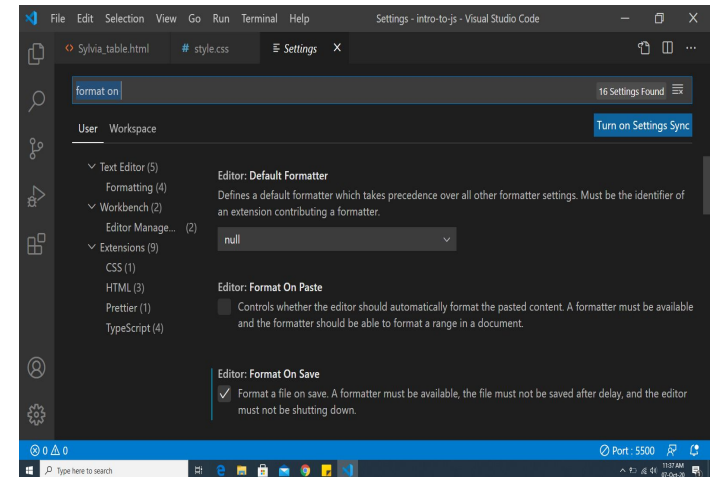 File Edit Selection View Go Run Terminal Help Settings - intro-to-js - Visual Studio Code
Sylvia_table.html # style.css Settings X
format on 16 Settings Found
User Workspace Turn on Settings Sync
Text Editor (5)
Formatting (4)
Workbench (2)
Editor Manage... (2)
Extensions (9)
CSS (1)
HTML (3)
Prettier (1)
TypeScript (4)
Editor: Default Formatter
Defines a default formatter which takes precedence over all other formatter settings. Must be the identifier of
an extension contributing a formatter.
null
Editor: Format On Paste
Controls whether the editor should automatically format the pasted content. A formatter must be available
and the formatter should be able to format a range in a document.
Editor: Format On Save
Format a file on save. A formatter must be available, the file must not be saved after delay, and the editor
must not be shutting down.
0 0 Port : 5500
Type here to search 11:37 AM
07-Oct-20